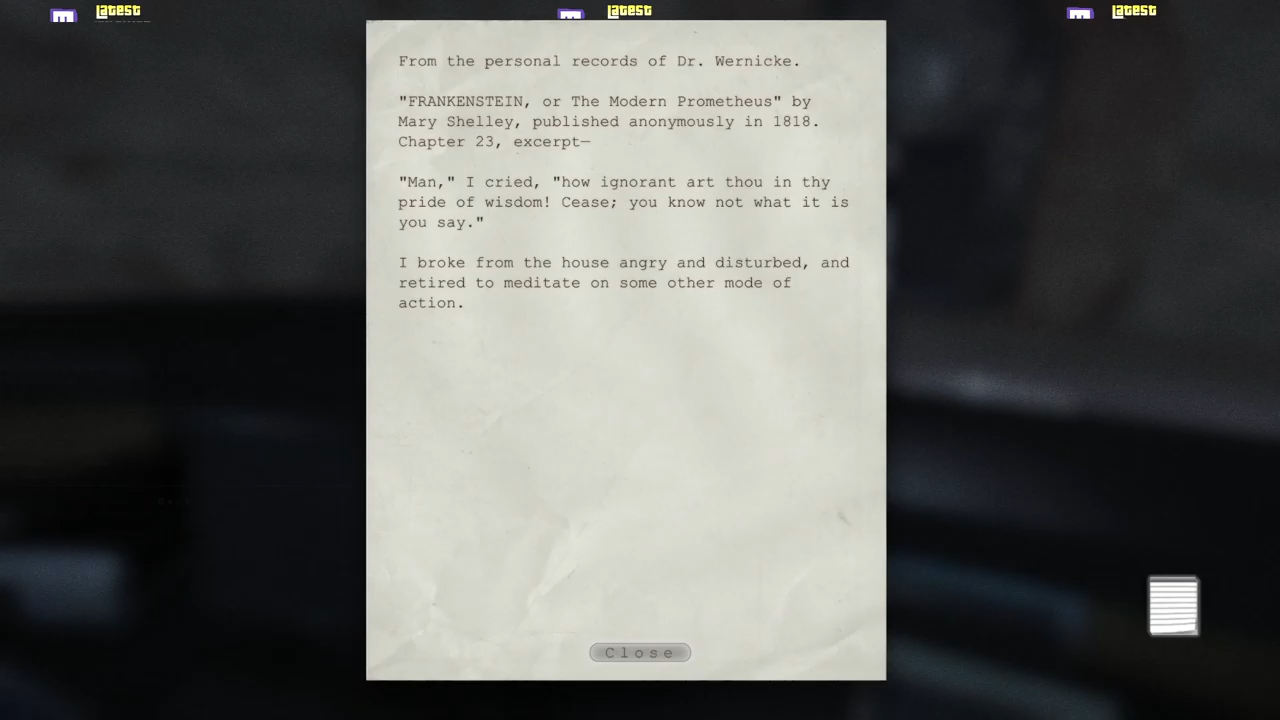 Latest
Latest
Latest
From the personal records of Dr. Wernicke.
"FRANKENSTEIN, or The Modern Prometheus" by
Mary Shelley, published anonymously in 1818.
Chapter 23, excerpt—
"Man," I cried, "how ignorant art thou in thy
pride of wisdom! Cease; you know not what it is
you say."
I broke from the house angry and disturbed, and
retired to meditate on some other mode of
action.
Close